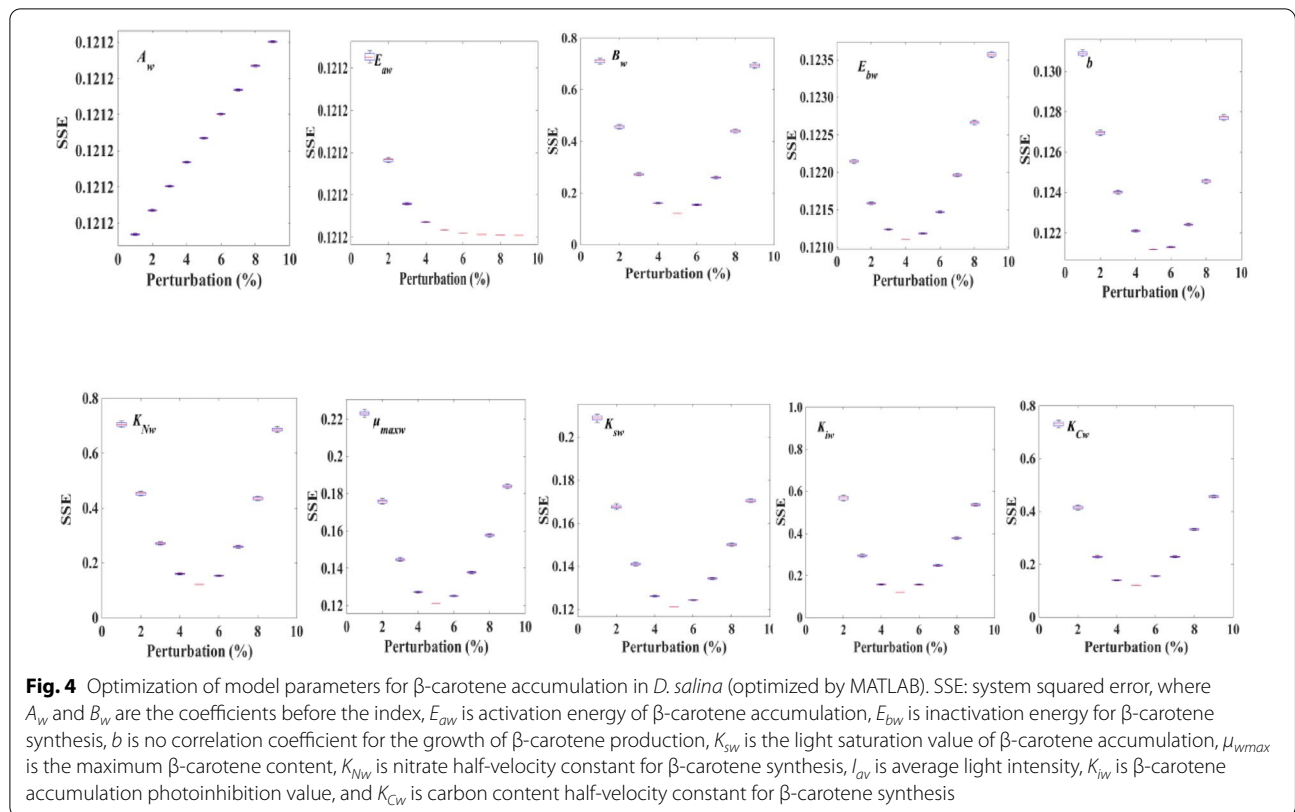 A_w
0.1212
0.1212
0.1212
0.1212
0.1212
0.1212
SSE
0 2 4 6 8 10
Perturbation (%)
E_aw
0.1212
0.1212
0.1212
0.1212
0.1212
SSE
0 2 4 6 8 10
Perturbation (%)
B_w
0.8
0.6
0.4
0.2
0
SSE
0 2 4 6 8 10
Perturbation (%)
E_bw
0.1235
0.1230
0.1225
0.1220
0.1215
0.1210
SSE
0 2 4 6 8 10
Perturbation (%)
b
0.130
0.128
0.126
0.124
0.122
SSE
0 2 4 6 8 10
Perturbation (%)
K_Nw
0.8
0.6
0.4
0.2
0
SSE
0 2 4 6 8 10
Perturbation (%)
μ_maxw
0.22
0.2
0.18
0.16
0.14
0.12
SSE
0 2 4 6 8 10
Perturbation (%)
K_sw
0.2
0.18
0.16
0.14
0.12
SSE
0 2 4 6 8 10
Perturbation (%)
K_iw
1.0
0.8
0.6
0.4
0.2
0
SSE
0 2 4 6 8 10
Perturbation (%)
K_Cw
0.8
0.6
0.4
0.2
0
SSE
0 2 4 6 8 10
Perturbation (%)
Fig. 4 Optimization of model parameters for β-carotene accumulation in D. salina (optimized by MATLAB). SSE: system squared error, where
A_w and B_w are the coefficients before the index, E_aw is activation energy of β-carotene accumulation, E_bw is inactivation energy for β-carotene
synthesis, b is no correlation coefficient for the growth of β-carotene production, K_sw is the light saturation value of β-carotene accumulation, μ_wmax
is the maximum β-carotene content, K_Nw is nitrate half-velocity constant for β-carotene synthesis, I_av is average light intensity, K_iw is β-carotene
accumulation photoinhibition value, and K_Cw is carbon content half-velocity constant for β-carotene synthesis